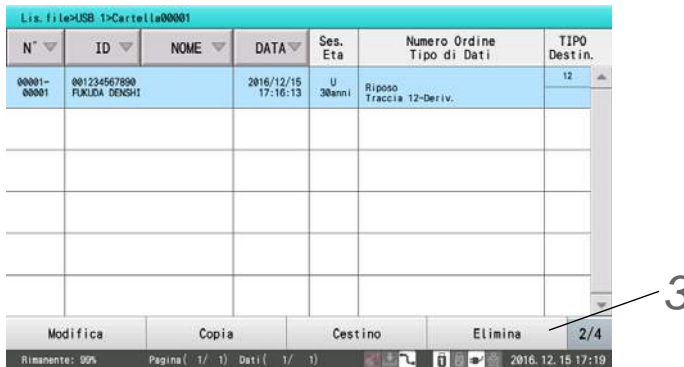 Lis. file>USB 1>Cartella00001
N° ID NOME DATA Ses. Eta Numero Ordine Tipo di Dati TIPO Destin.
00001-00001 001234567890 FUKUDA DENSHI 2016/12/15 17:16:13 U 30anni Riposo Traccia 12-Deriv. 12
3
Modifica Copia Cestino Elimina 2/4
Rimanente: 99% Pagina( 1/ 1) Dati( 1/ 1) 2016.12.15 17:19